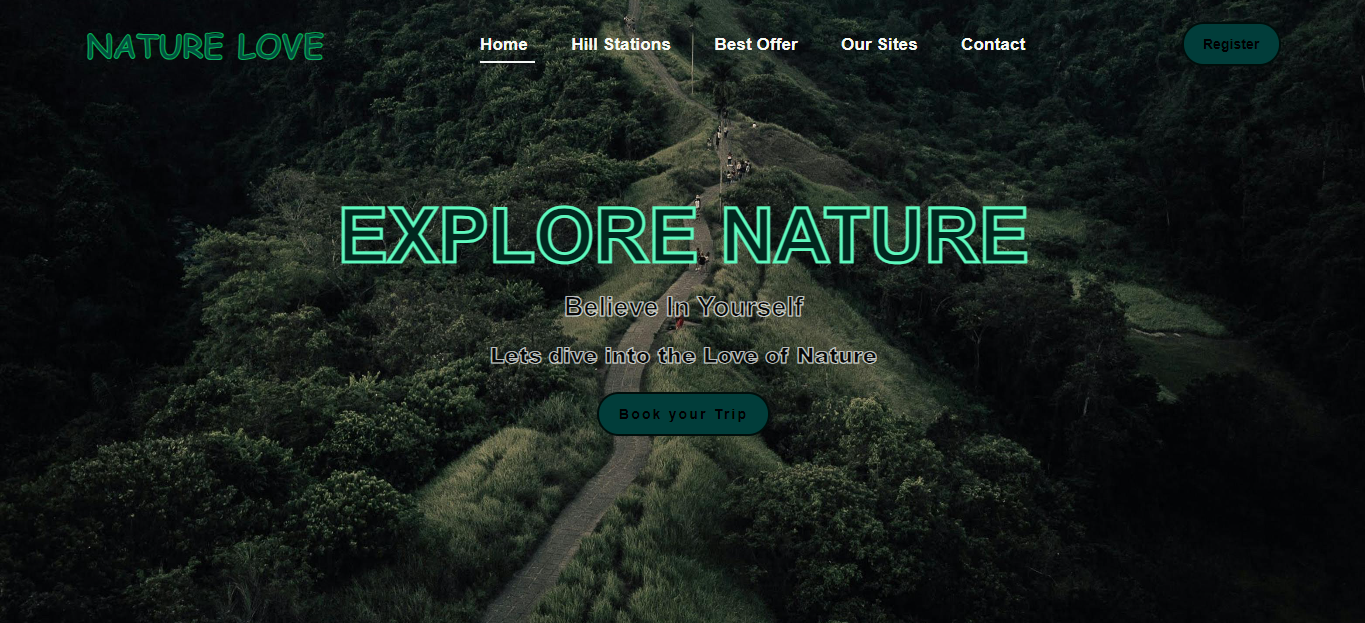 NATURE LOVE
Home Hill Stations Best Offer Our Sites Contact
Register
EXPLORE NATURE
Believe In Yourself
Lets dive into the Love of Nature
Book your Trip